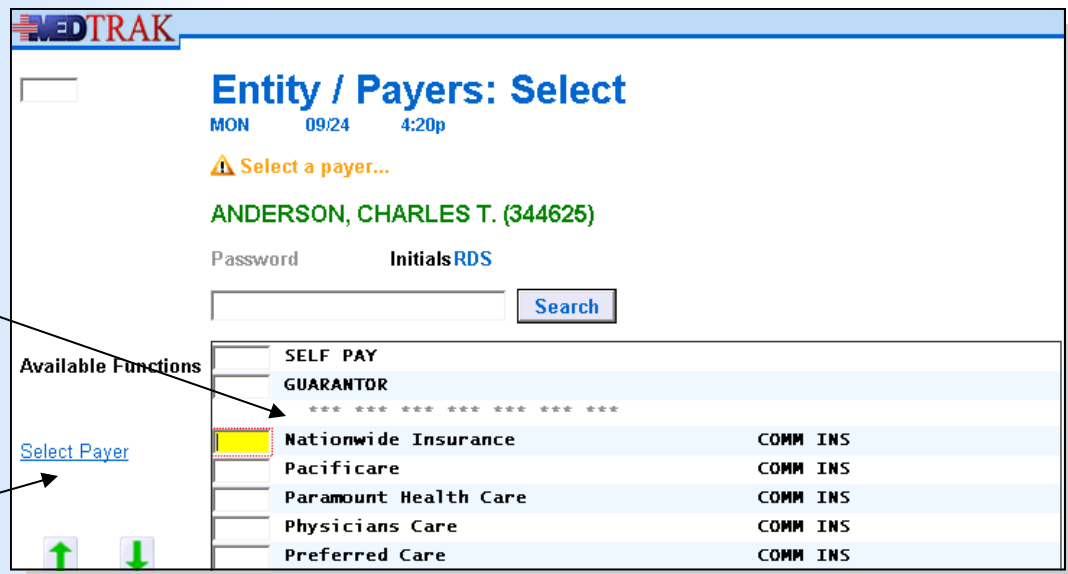 MEDTRAK
Entity / Payers: Select
MON 09/24 4:20p
Select a payer...
ANDERSON, CHARLES T. (344625)
Password Initials RDS
Search
Available Functions
SELF PAY
GUARANTOR
*** *** *** *** *** *** ***
Select Payer
Nationwide Insurance COMM INS
Pacificare COMM INS
Paramount Health Care COMM INS
Physicians Care COMM INS
Preferred Care COMM INS